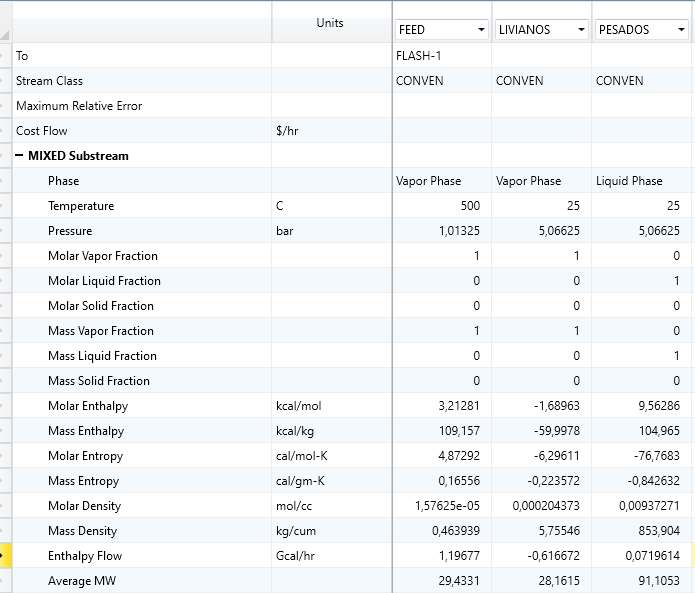 Units FEED LIVIANOS PESADOS
To FLASH-1
Stream Class CONVEN CONVEN CONVEN
Maximum Relative Error
Cost Flow $/hr
− MIXED Substream
Phase Vapor Phase Vapor Phase Liquid Phase
Temperature C 500 25 25
Pressure bar 1,01325 5,06625 5,06625
Molar Vapor Fraction 1 1 0
Molar Liquid Fraction 0 0 1
Molar Solid Fraction 0 0 0
Mass Vapor Fraction 1 1 0
Mass Liquid Fraction 0 0 1
Mass Solid Fraction 0 0 0
Molar Enthalpy kcal/mol 3,21281 -1,68963 9,56286
Mass Enthalpy kcal/kg 109,157 -59,9978 104,965
Molar Entropy cal/mol-K 4,87292 -6,29611 -76,7683
Mass Entropy cal/gm-K 0,16556 -0,223572 -0,842632
Molar Density mol/cc 1,57625e-05 0,000204373 0,00937271
Mass Density kg/cum 0,463939 5,75546 853,904
Enthalpy Flow Gcal/hr 1,19677 -0,616672 0,0719614
Average MW 29,4331 28,1615 91,1053